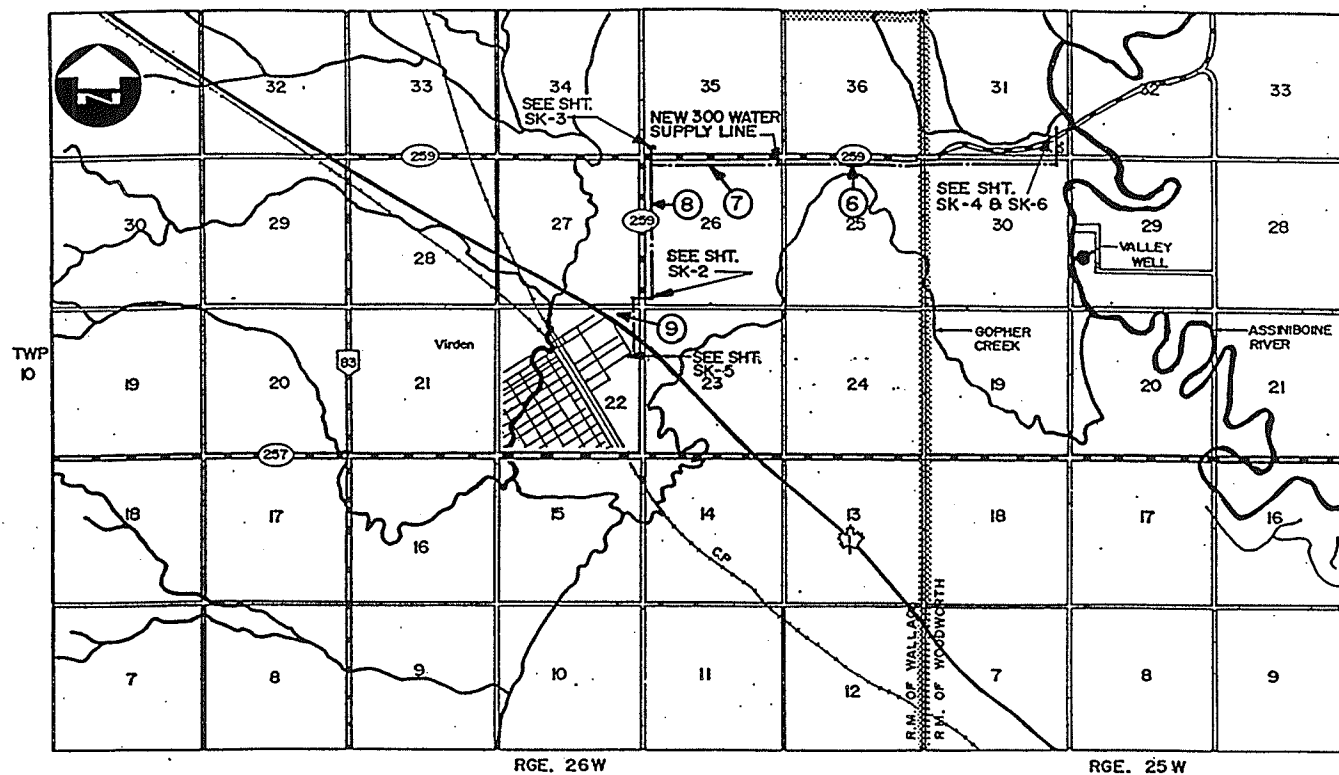 N
32
33
34
35
36
31
32
33
SEE SHT.
SK-3
NEW 300 WATER
SUPPLY LINE
259
259
SEE SHT.
SK-4 & SK-6
8
7
6
30
29
28
27
259
26
25
30
29
28
VALLEY
WELL
SEE SHT.
SK-2
9
SEE SHT.
SK-5
GOPHER
CREEK
ASSINIBOINE
RIVER
TWP
10
83
Virden
19
20
21
22
23
24
19
20
21
257
18
17
16
15
14
13
18
17
16
1
C.P.
R.M. OF WALLAC
R.M. OF WOODWORTH
7
8
9
10
11
12
7
8
9
RGE. 26W
RGE. 25W